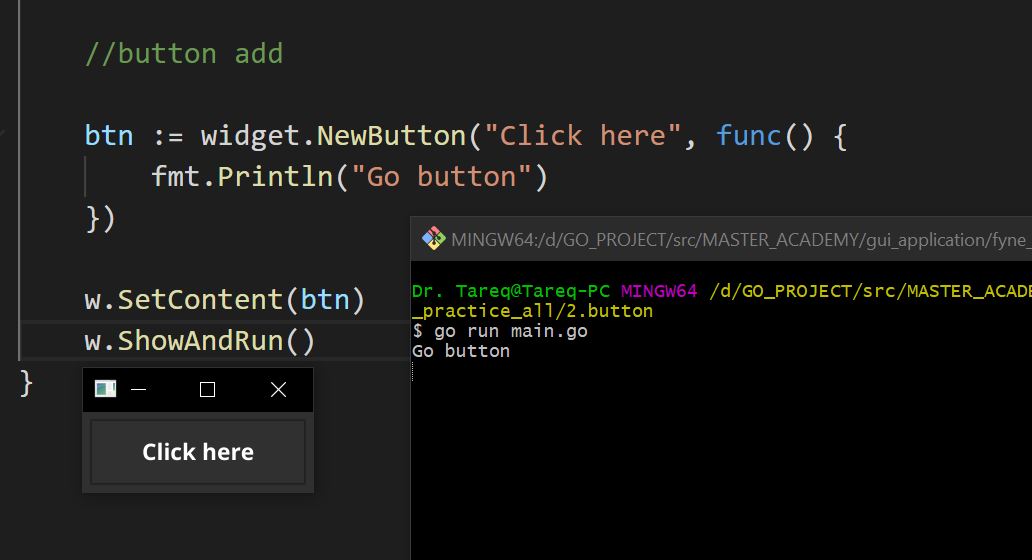 //button add
btn := widget.NewButton("Click here", func() {
fmt.Println("Go button")
})
w.SetContent(btn)
w.ShowAndRun()
}
Click here
MINGW64:/d/GO_PROJECT/src/MASTER_ACADEMY/gui_application/fyne_
Dr. Tareq@Tareq-PC MINGW64 /d/GO_PROJECT/src/MASTER_ACADE
_practice_all/2.button
$ go run main.go
Go button